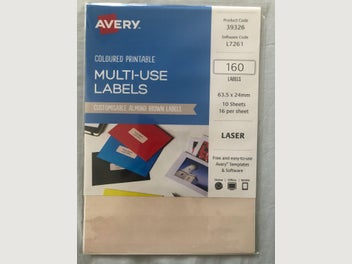 AVERY
Product Code
39326
Software Code
L7261
COLOURED PRINTABLE
MULTI-USE
LABELS
CUSTOMISABLE ALMOND BROWN LABELS
160
LABELS
63.5 x 24mm
10 Sheets
16 per sheet
LASER
Free and easy-to-use
Avery Templates
& Software